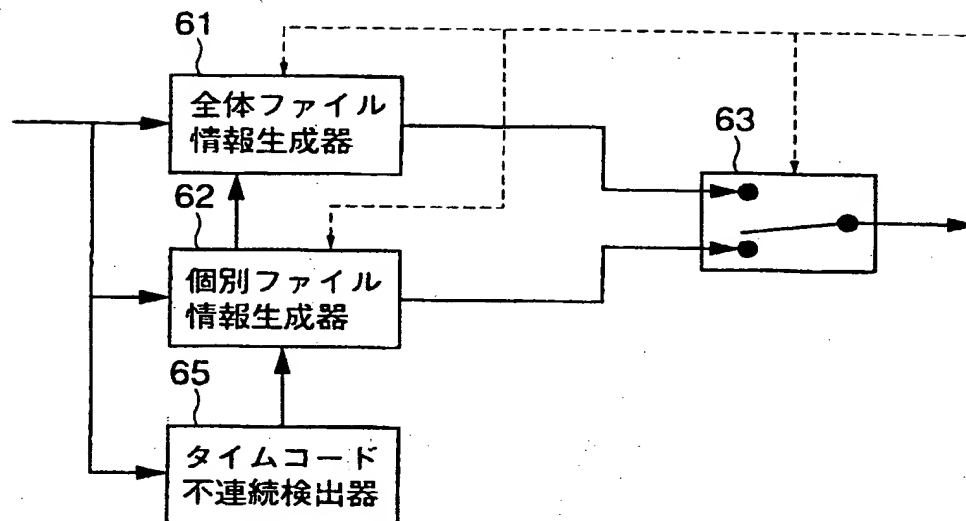 61
全体ファイル
情報生成器
63
62
個別ファイル
情報生成器
65
タイムコード
不連続検出器